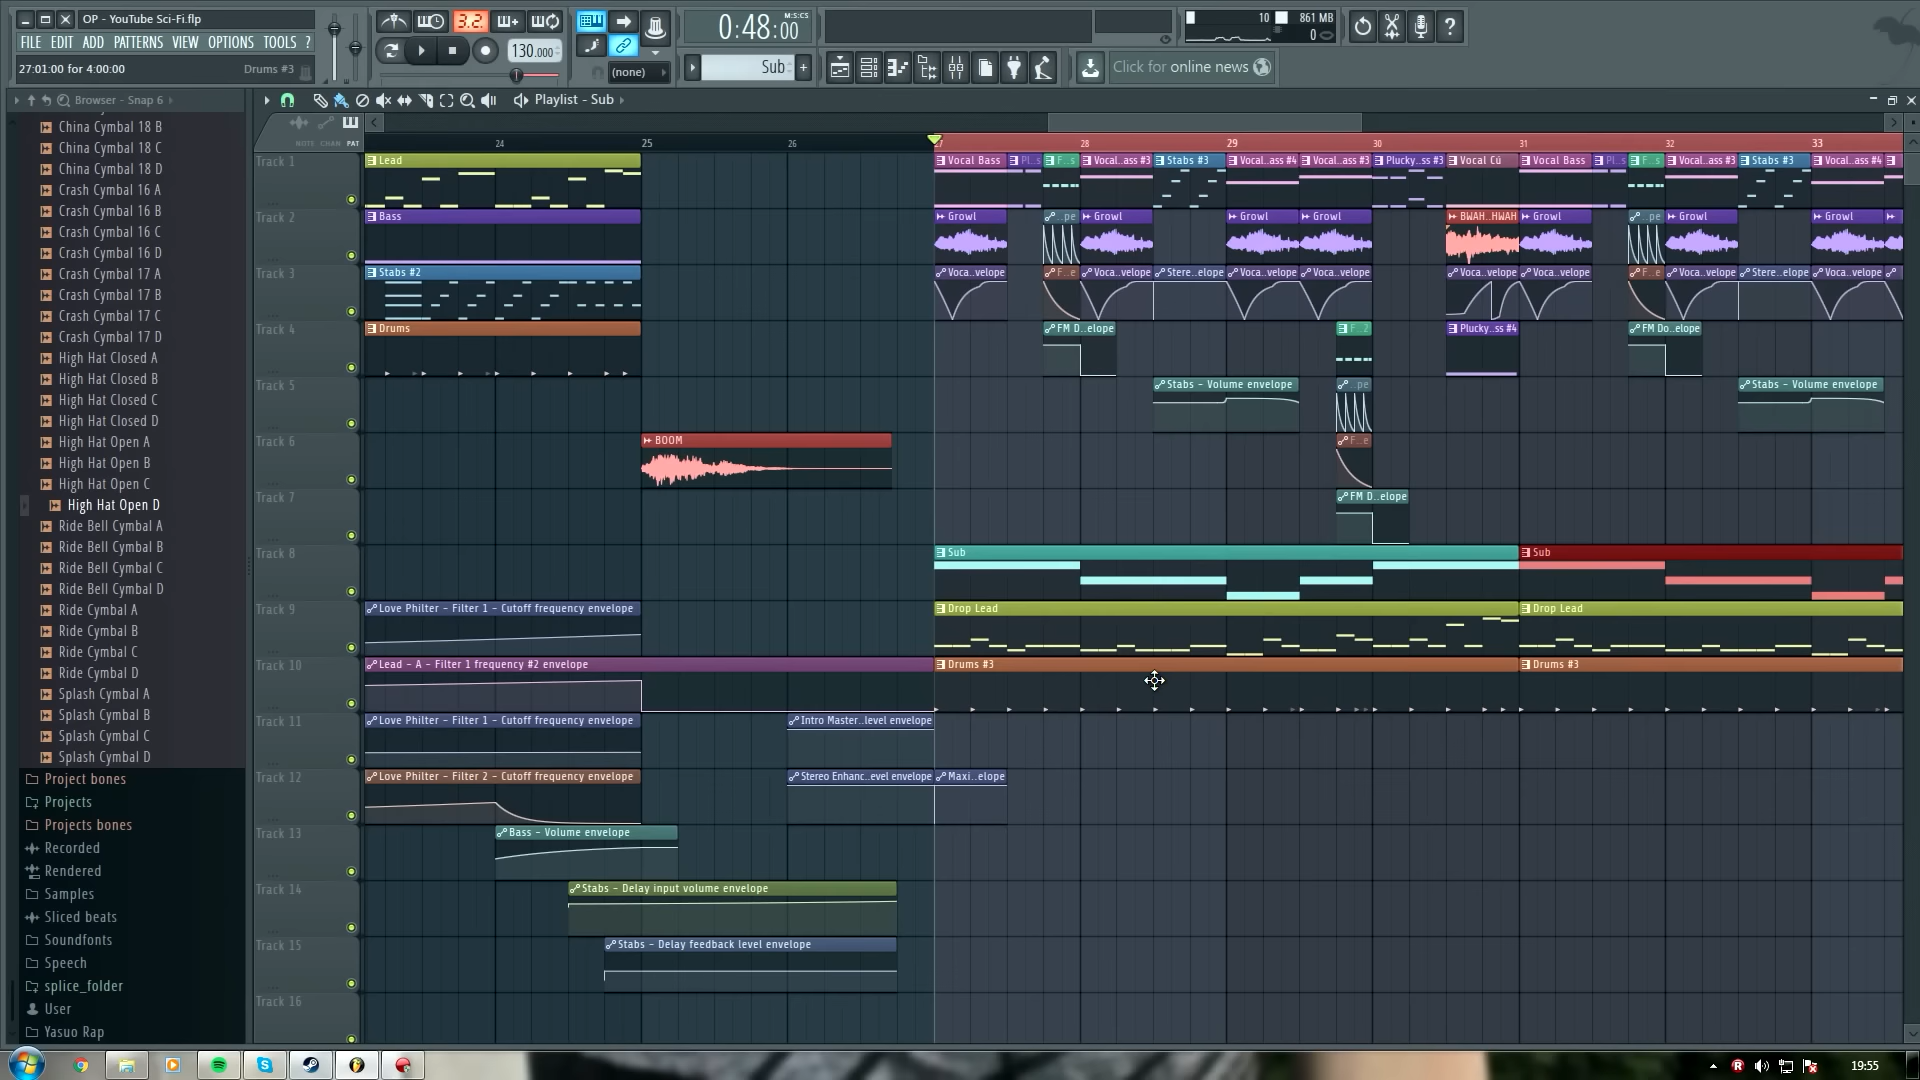 OP - YouTube Sci-Fi.flp
FILE EDIT ADD PATTERNS VIEW OPTIONS TOOLS ?
27:01:00 for 4:00:00 Drums #3
3.2
130.000
(none)
0:48:00
M:S:CS
Sub
10
861 MB
0
Click for online news
Browser - Snap 6
China Cymbal 18 B
China Cymbal 18 C
China Cymbal 18 D
Crash Cymbal 16 A
Crash Cymbal 16 B
Crash Cymbal 16 C
Crash Cymbal 16 D
Crash Cymbal 17 A
Crash Cymbal 17 B
Crash Cymbal 17 C
Crash Cymbal 17 D
High Hat Closed A
High Hat Closed B
High Hat Closed C
High Hat Closed D
High Hat Open A
High Hat Open B
High Hat Open C
High Hat Open D
Ride Bell Cymbal A
Ride Bell Cymbal B
Ride Bell Cymbal C
Ride Bell Cymbal D
Ride Cymbal A
Ride Cymbal B
Ride Cymbal C
Ride Cymbal D
Splash Cymbal A
Splash Cymbal B
Splash Cymbal C
Splash Cymbal D
Project bones
Projects
Projects bones
Recorded
Rendered
Samples
Sliced beats
Soundfonts
Speech
splice_folder
User
Yasuo Rap
Playlist - Sub
NOTE CHAN PAT
24 25 26 27 28 29 30 31 32 33
Track 1
Lead Vocal Bass Pl..s F..s Vocal..ass #3 Stabs #3 Vocal..ass #4 Vocal..ass #3 Plucky..ss #3 Vocal Cu Vocal Bass Pl..s F..s Vocal..ass #3 Stabs #3 Vocal..ass #4
Track 2
Bass Growl ..pe Growl Growl Growl BWAH..HWAH Growl ..pe Growl Growl
Track 3
Stabs #2 Voca..velope F..e Voca..velope Stere..elope Voca..velope Voca..velope Voca..velope Voca..velope F..e Voca..velope Stere..elope Voca..velope
Track 4
Drums FM D..elope F..2 Plucky..ss #4 FM Do..elope
Track 5
Stabs - Volume envelope ..pe Stabs - Volume envelope
Track 6
BOOM F..e
Track 7
FM D..elope
Track 8
Sub Sub
Track 9
Love Philter - Filter 1 - Cutoff frequency envelope Drop Lead Drop Lead
Track 10
Lead - A - Filter 1 frequency #2 envelope Drums #3 Drums #3
Track 11
Love Philter - Filter 1 - Cutoff frequency envelope Intro Master..level envelope
Track 12
Love Philter - Filter 2 - Cutoff frequency envelope Stereo Enhanc..evel envelope Maxi..elope
Track 13
Bass - Volume envelope
Track 14
Stabs - Delay input volume envelope
Track 15
Stabs - Delay feedback level envelope
Track 16
19:55